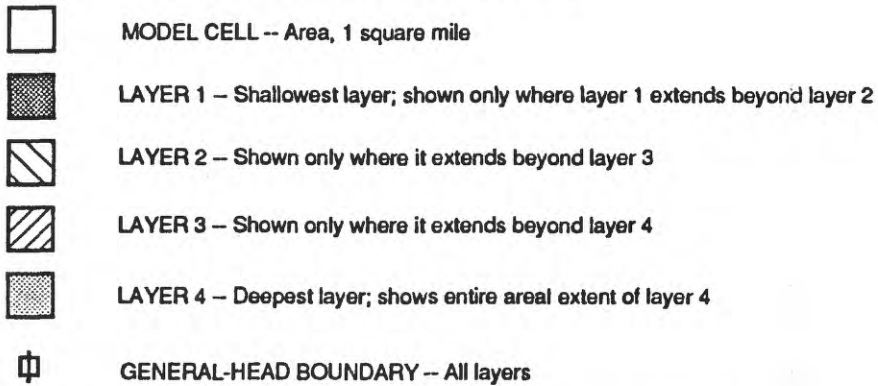 MODEL CELL -- Area, 1 square mile
LAYER 1 -- Shallowest layer; shown only where layer 1 extends beyond layer 2
LAYER 2 -- Shown only where it extends beyond layer 3
LAYER 3 -- Shown only where it extends beyond layer 4
LAYER 4 -- Deepest layer; shows entire areal extent of layer 4
GENERAL-HEAD BOUNDARY -- All layers